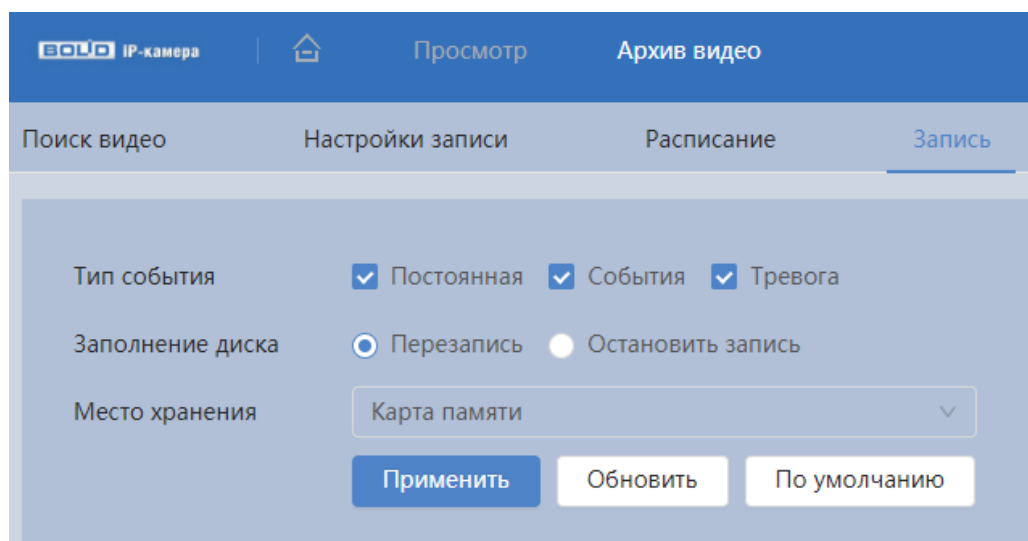 BOLID IP-камера Просмотр Архив видео
Поиск видео Настройки записи Расписание Запись
Тип события Постоянная События Тревога
Заполнение диска Перезапись Остановить запись
Место хранения Карта памяти
Применить Обновить По умолчанию